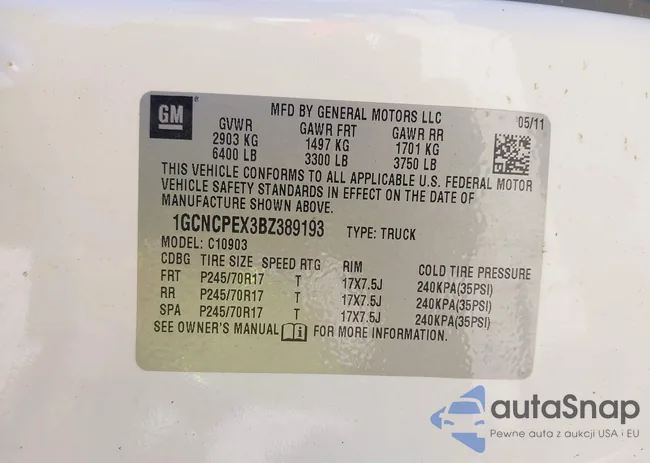 GM
MFD BY GENERAL MOTORS LLC
05/11
GVWR GAWR FRT GAWR RR
2903 KG 1497 KG 1701 KG
6400 LB 3300 LB 3750 LB
THIS VEHICLE CONFORMS TO ALL APPLICABLE U.S. FEDERAL MOTOR
VEHICLE SAFETY STANDARDS IN EFFECT ON THE DATE OF
MANUFACTURE SHOWN ABOVE.
1GCNCPEX3BZ389193 TYPE: TRUCK
MODEL: C10903
CDBG TIRE SIZE SPEED RTG RIM COLD TIRE PRESSURE
FRT P245/70R17 T 17X7.5J 240KPA(35PSI)
RR P245/70R17 T 17X7.5J 240KPA(35PSI)
SPA P245/70R17 T 17X7.5J 240KPA(35PSI)
SEE OWNER'S MANUAL FOR MORE INFORMATION.
autaSnap
Pewne auta z aukcji USA i EU